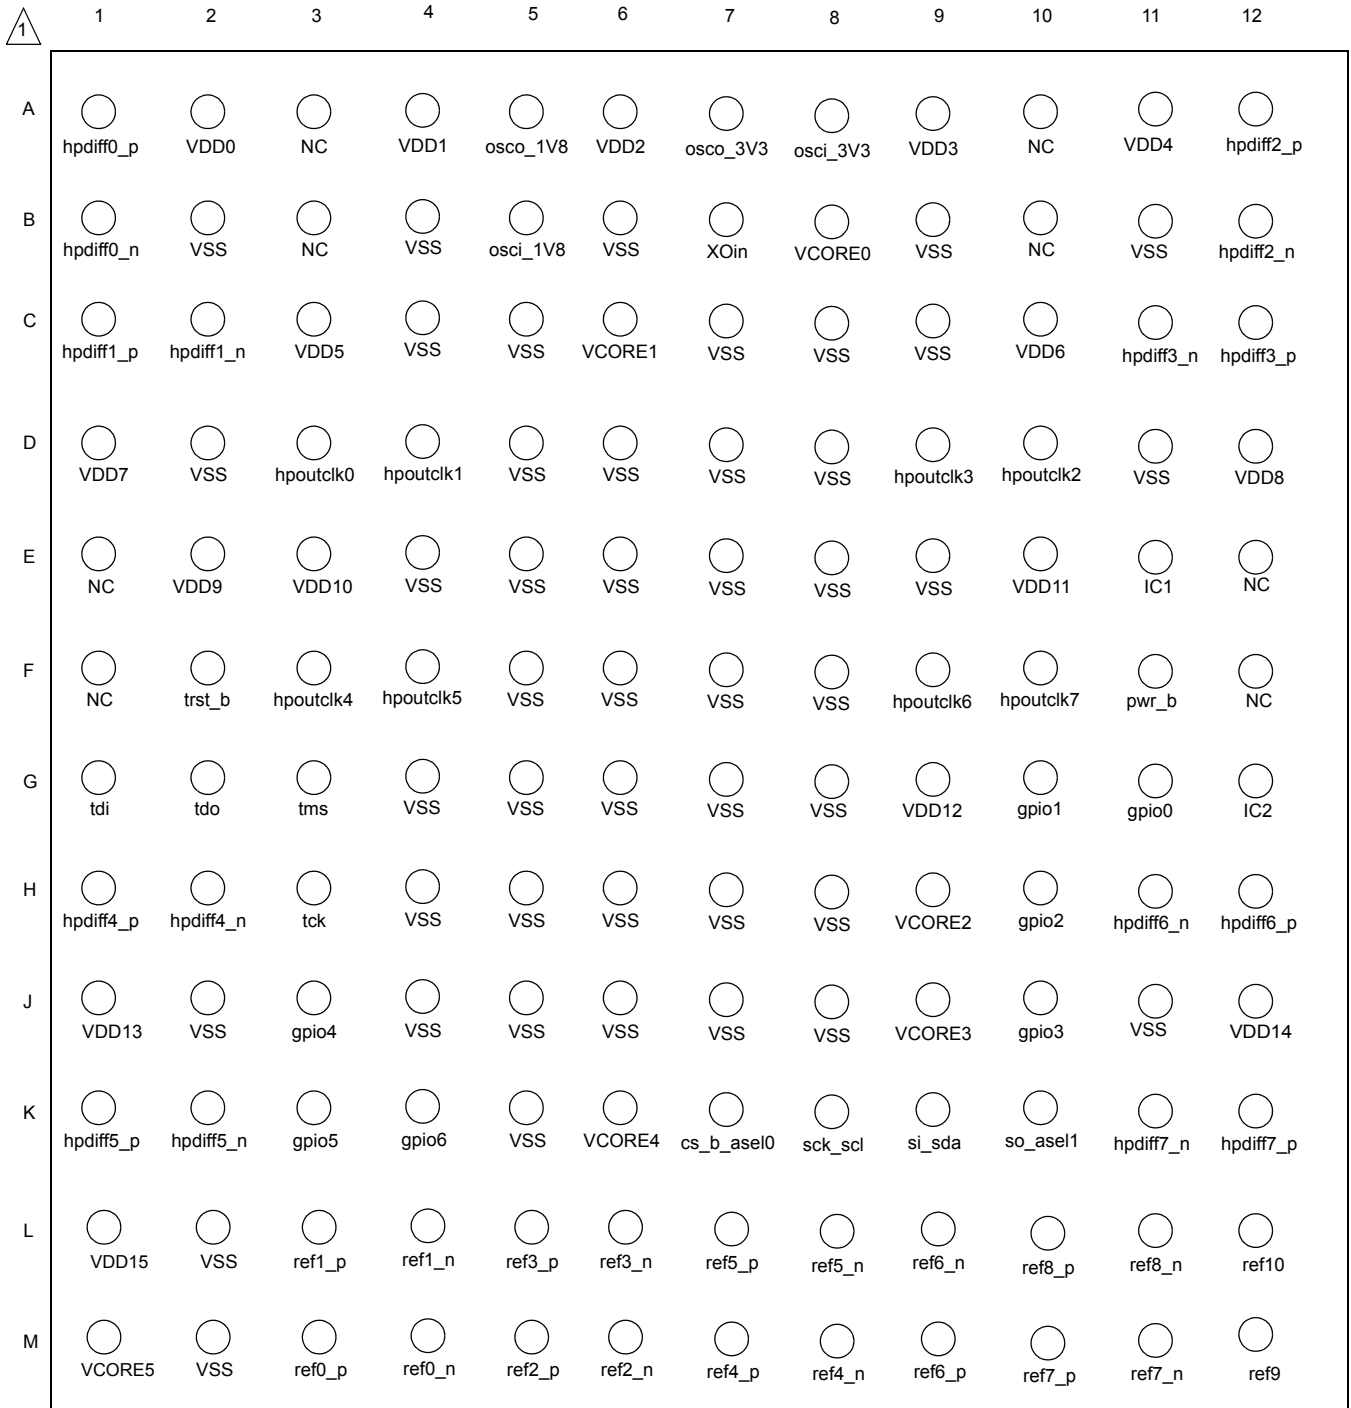 1 1 2 3 4 5 6 7 8 9 10 11 12
A
hpdiff0_p VDD0 NC VDD1 osco_1V8 VDD2 osco_3V3 osci_3V3 VDD3 NC VDD4 hpdiff2_p
B
hpdiff0_n VSS NC VSS osci_1V8 VSS XOin VCORE0 VSS NC VSS hpdiff2_n
C
hpdiff1_p hpdiff1_n VDD5 VSS VSS VCORE1 VSS VSS VSS VDD6 hpdiff3_n hpdiff3_p
D
VDD7 VSS hpoutclk0 hpoutclk1 VSS VSS VSS VSS hpoutclk3 hpoutclk2 VSS VDD8
E
NC VDD9 VDD10 VSS VSS VSS VSS VSS VSS VDD11 IC1 NC
F
NC trst_b hpoutclk4 hpoutclk5 VSS VSS VSS VSS hpoutclk6 hpoutclk7 pwr_b NC
G
tdi tdo tms VSS VSS VSS VSS VSS VDD12 gpio1 gpio0 IC2
H
hpdiff4_p hpdiff4_n tck VSS VSS VSS VSS VSS VCORE2 gpio2 hpdiff6_n hpdiff6_p
J
VDD13 VSS gpio4 VSS VSS VSS VSS VSS VCORE3 gpio3 VSS VDD14
K
hpdiff5_p hpdiff5_n gpio5 gpio6 VSS VCORE4 cs_b_asel0 sck_scl si_sda so_asel1 hpdiff7_n hpdiff7_p
L
VDD15 VSS ref1_p ref1_n ref3_p ref3_n ref5_p ref5_n ref6_n ref8_p ref8_n ref10
M
VCORE5 VSS ref0_p ref0_n ref2_p ref2_n ref4_p ref4_n ref6_p ref7_p ref7_n ref9